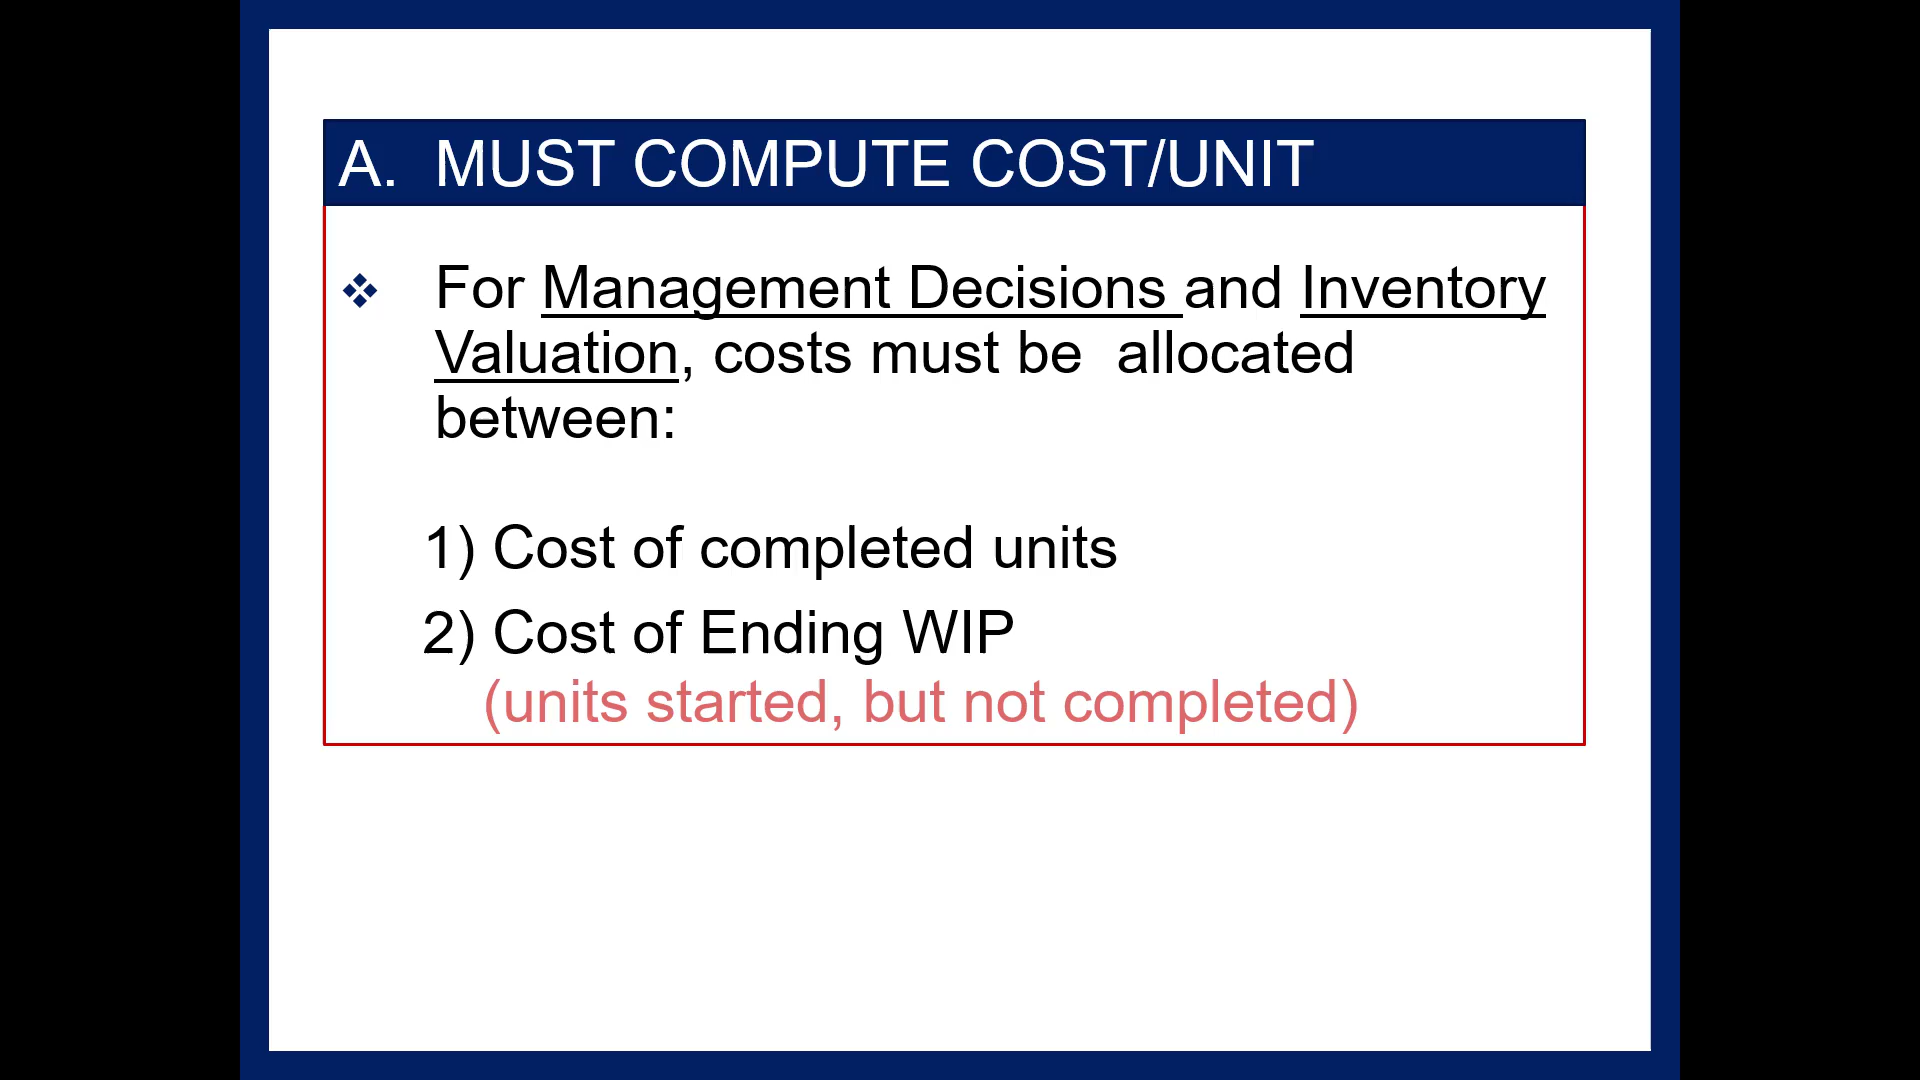 A. MUST COMPUTE COST/UNIT
❖ For Management Decisions and Inventory
Valuation, costs must be allocated
between:
1) Cost of completed units
2) Cost of Ending WIP
(units started, but not completed)